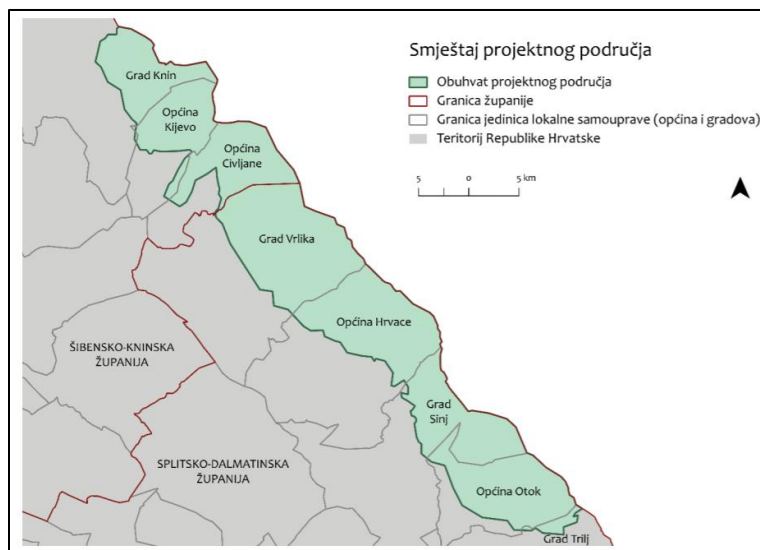 Smještaj projektnog područja
Obuhvat projektnog područja
Granica županije
Granica jedinica lokalne samouprave (općina i gradova)
Teritorij Republike Hrvatske
5 0 5 km
Grad Knin
Općina
Kijevo
Općina
Civljane
Grad Vrlika
Općina Hrvace
ŠIBENSKO-KNINSKA
ŽUPANIJA
Grad
Sinj
SPLITSKO-DALMATINSKA
ŽUPANIJA
Općina Otok
Grad Trilj